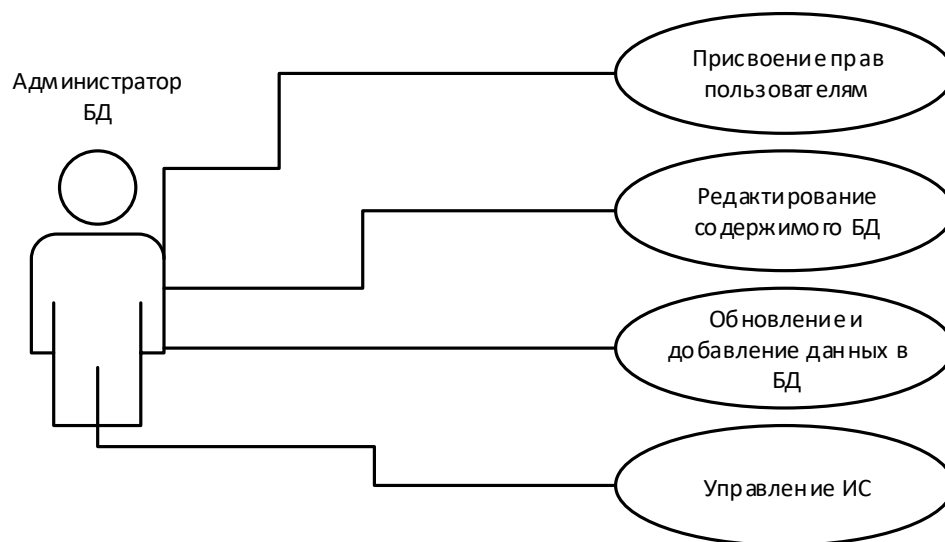 Администратор
БД
Присвоение прав
пользователям
Редактирование
содержимого БД
Обновление и
добавление данных в
БД
Управление ИС